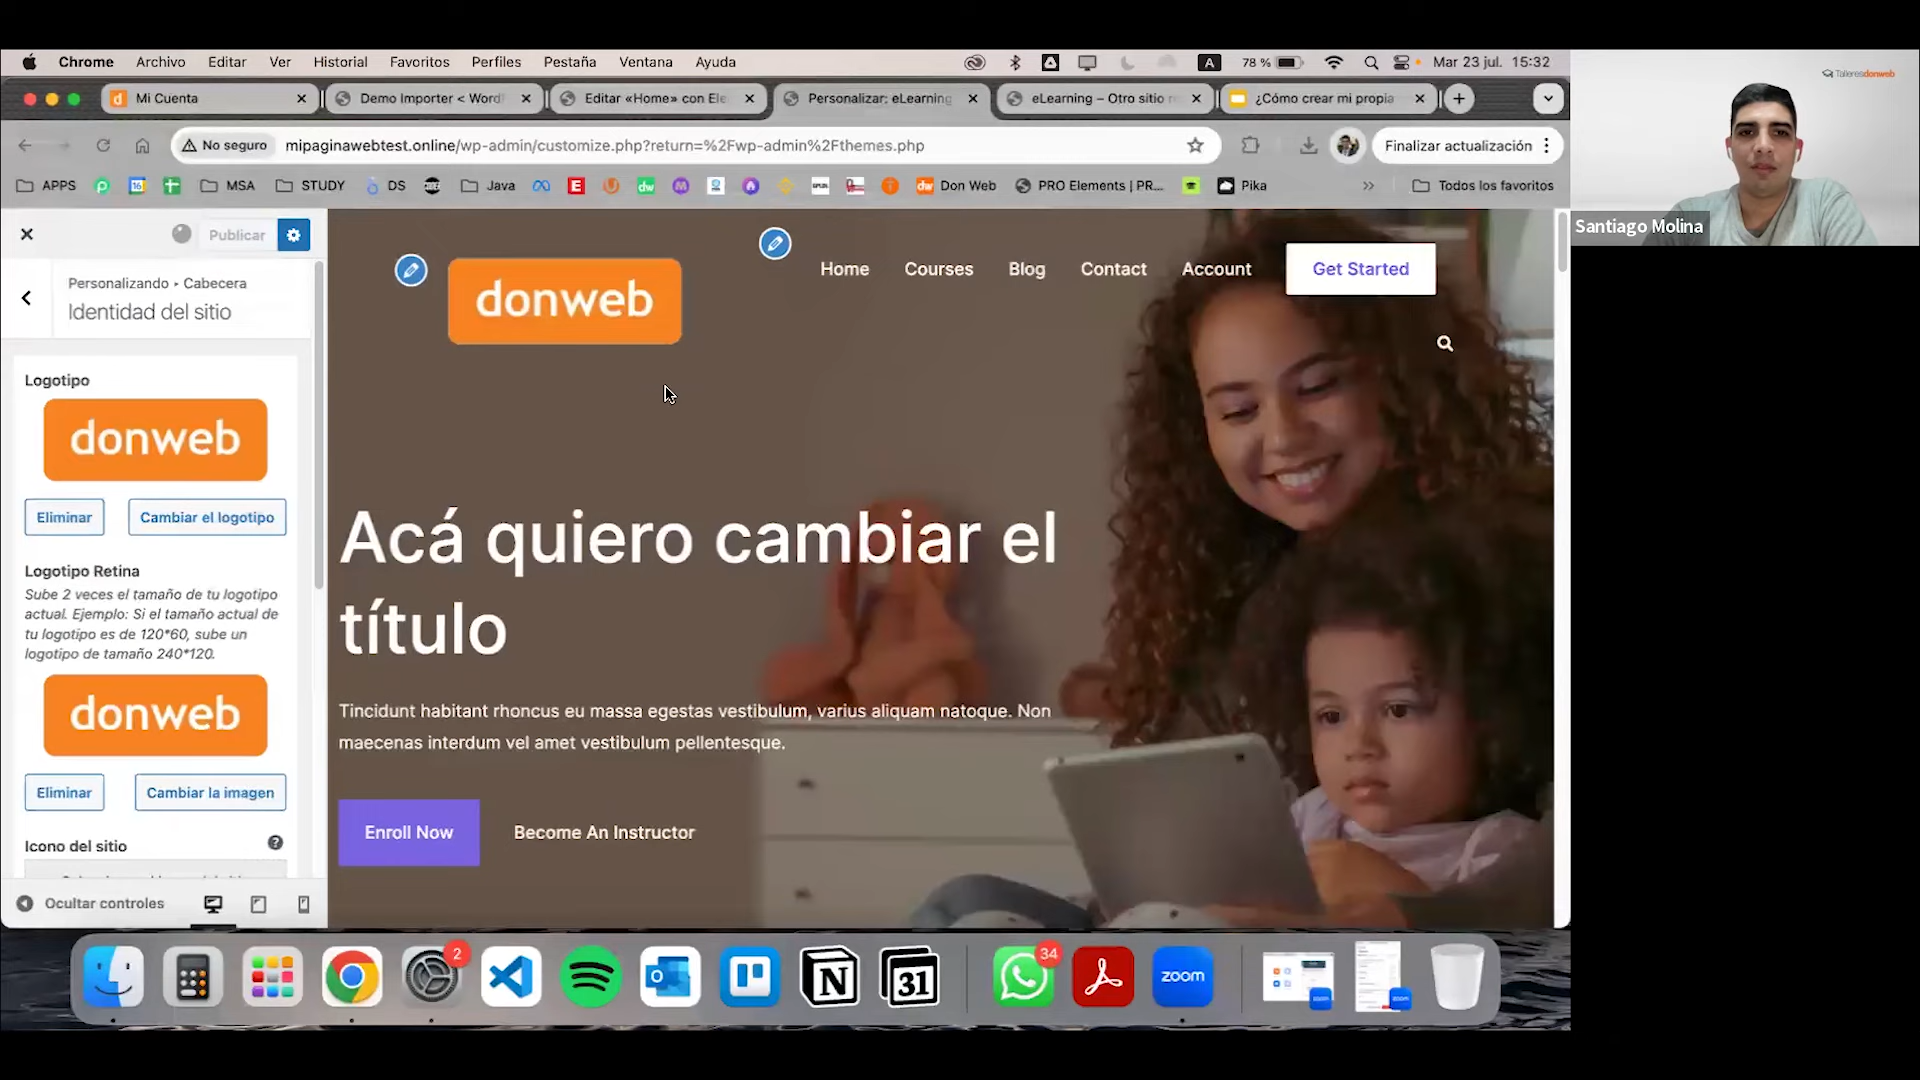 Chrome Archivo Editar Ver Historial Favoritos Perfiles Pestaña Ventana Ayuda
A 78 % Mar 23 jul. 15:32
Mi Cuenta
Demo Importer < Word
Editar «Home» con Ele
Personalizar: eLearning
eLearning – Otro sitio
¿Cómo crear mi propia
No seguro mipaginawebtest.online/wp-admin/customize.php?return=%2Fwp-admin%2Fthemes.php
Finalizar actualización
APPS 16 MSA STUDY DS Java E dw M dw Don Web PRO Elements | PR... Pika » Todos los favoritos
Talleresdonweb
Santiago Molina
Publicar
Personalizando ▸ Cabecera
Identidad del sitio
Logotipo
donweb
Eliminar
Cambiar el logotipo
Logotipo Retina
Sube 2 veces el tamaño de tu logotipo
actual. Ejemplo: Si el tamaño actual de
tu logotipo es de 120*60, sube un
logotipo de tamaño 240*120.
donweb
Eliminar
Cambiar la imagen
Icono del sitio
Ocultar controles
donweb
Home Courses Blog Contact Account Get Started
Acá quiero cambiar el
título
Tincidunt habitant rhoncus eu massa egestas vestibulum, varius aliquam natoque. Non
maecenas interdum vel amet vestibulum pellentesque.
Enroll Now
Become An Instructor
2
31
34
zoom
zoom
zoom